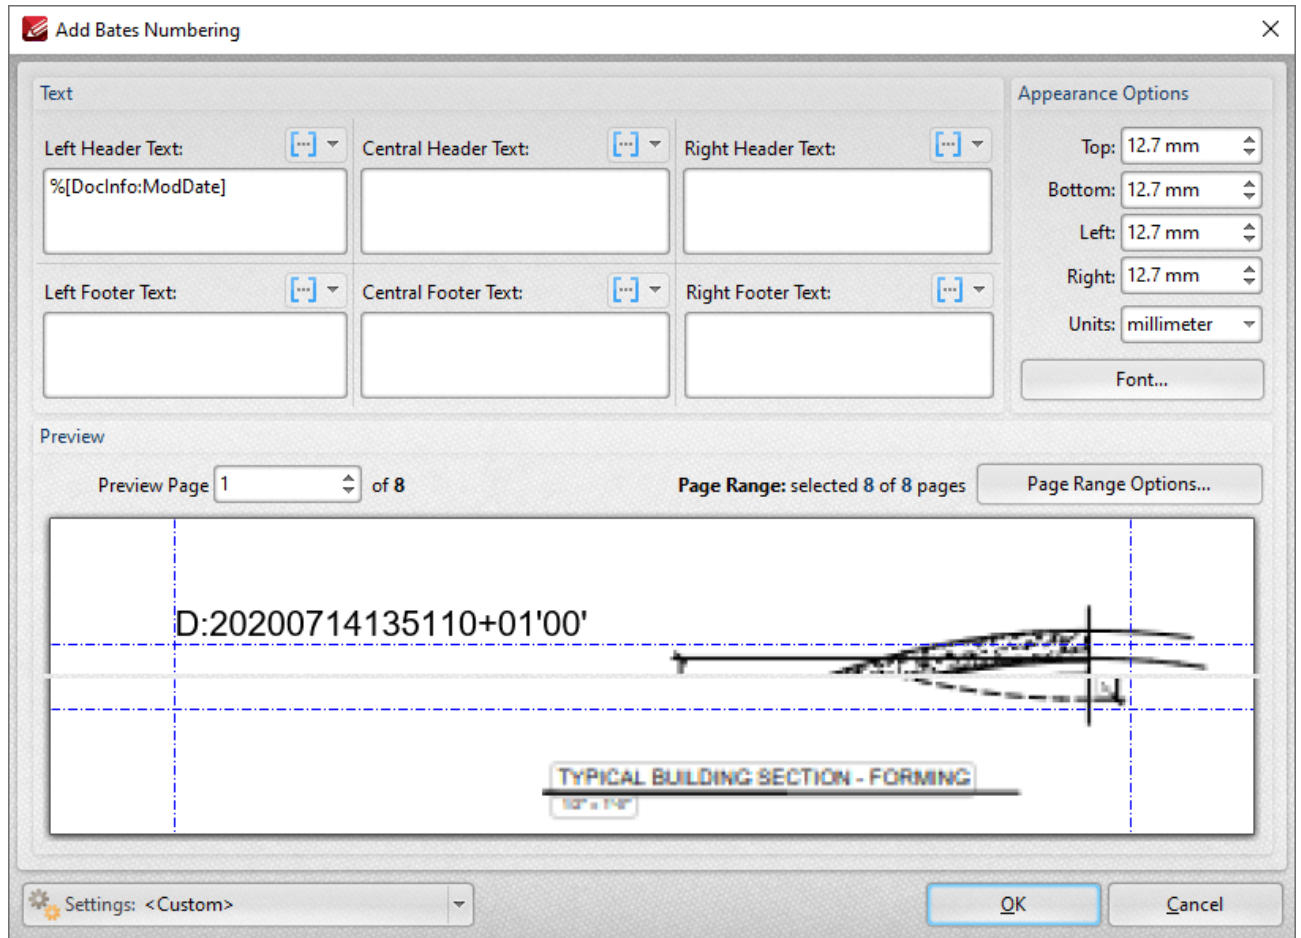 Add Bates Numbering
Text
Appearance Options
Left Header Text:
Central Header Text:
Right Header Text:
%[DocInfo:ModDate]
Top: 12.7 mm
Bottom: 12.7 mm
Left: 12.7 mm
Right: 12.7 mm
Left Footer Text:
Central Footer Text:
Right Footer Text:
Units: millimeter
Font...
Preview
Preview Page 1 of 8
Page Range: selected 8 of 8 pages
Page Range Options...
D:20200714135110+01'00'
TYPICAL BUILDING SECTION - FORMING
Settings: <Custom>
OK
Cancel